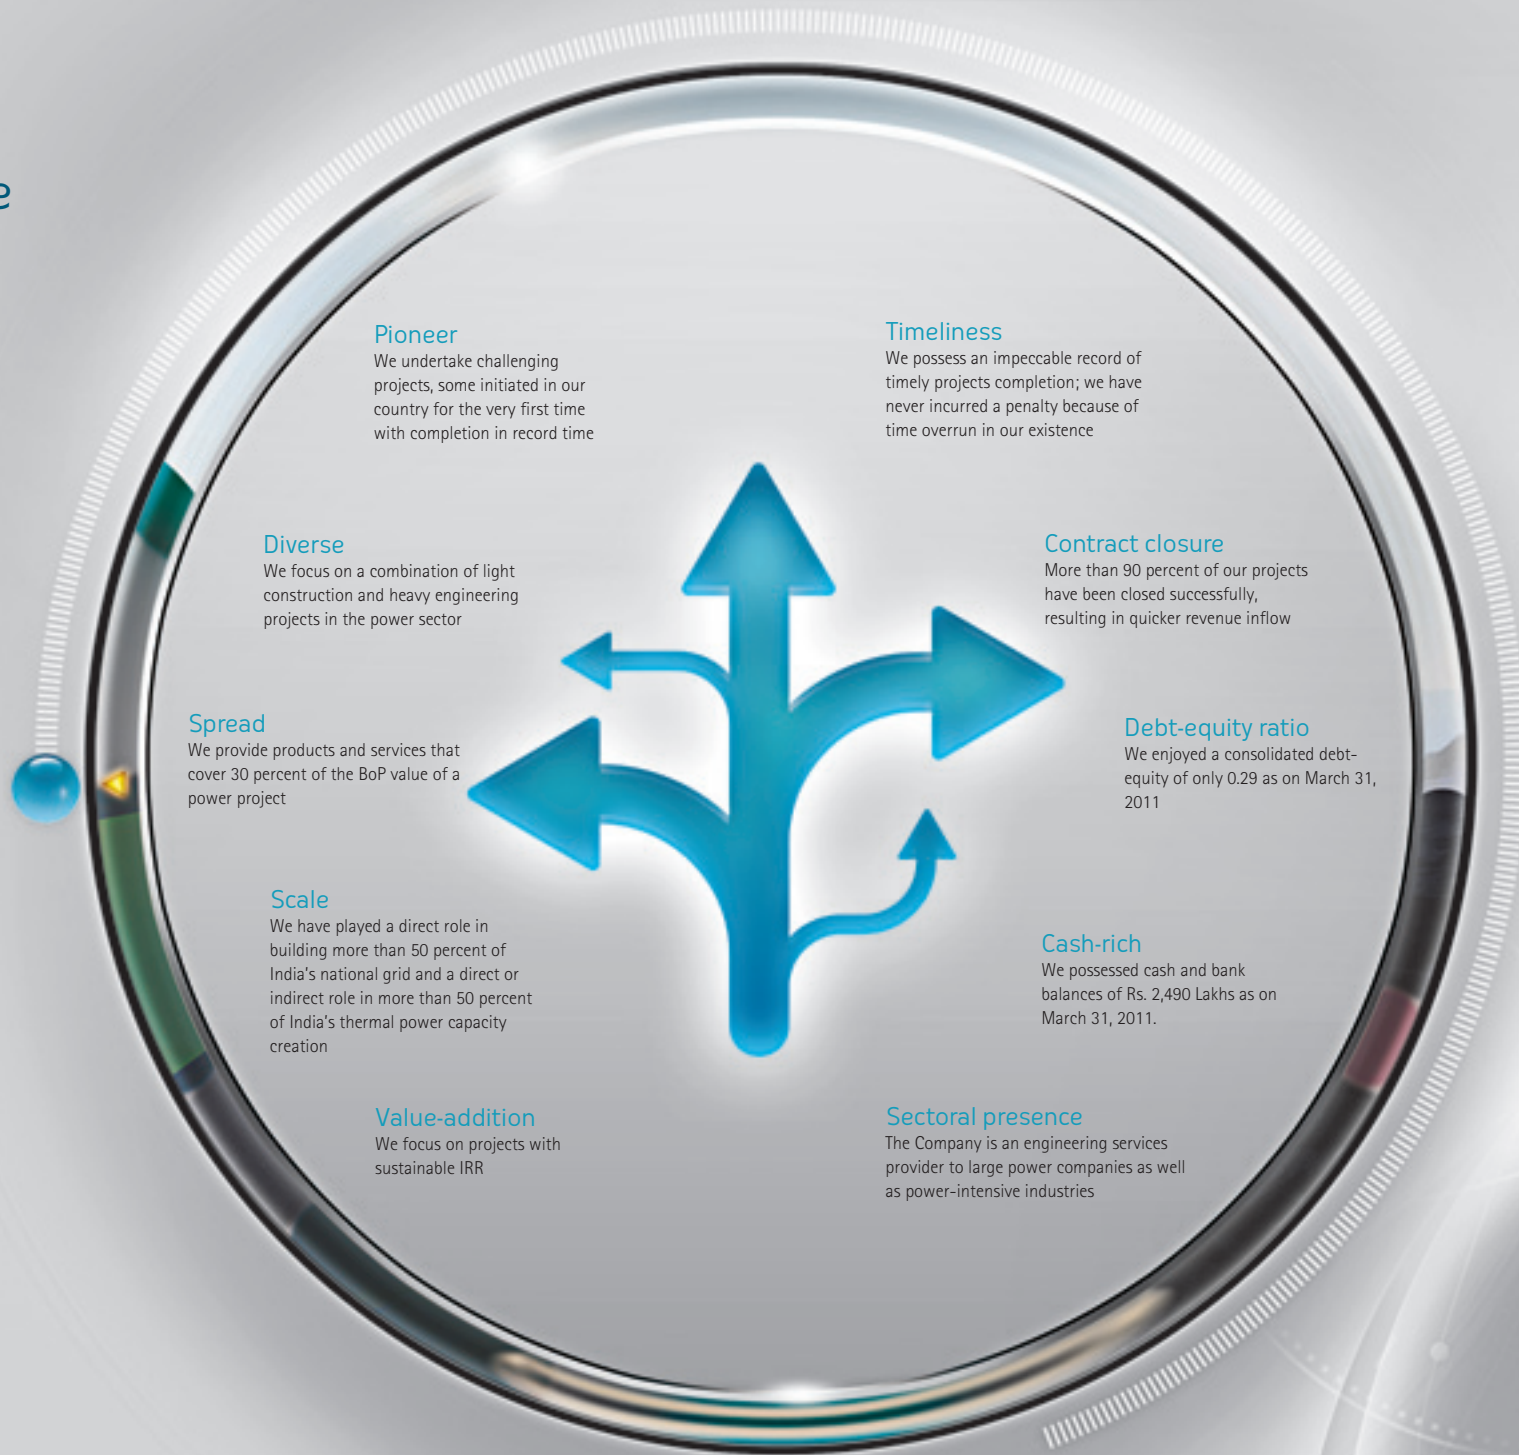 Pioneer
We undertake challenging
projects, some initiated in our
country for the very first time
with completion in record time
Diverse
We focus on a combination of light
construction and heavy engineering
projects in the power sector
Spread
We provide products and services that
cover 30 percent of the BoP value of a
power project
Scale
We have played a direct role in
building more than 50 percent of
India's national grid and a direct or
indirect role in more than 50 percent
of India's thermal power capacity
creation
Value-addition
We focus on projects with
sustainable IRR
Timeliness
We possess an impeccable record of
timely projects completion; we have
never incurred a penalty because of
time overrun in our existence
Contract closure
More than 90 percent of our projects
have been closed successfully,
resulting in quicker revenue inflow
Debt-equity ratio
We enjoyed a consolidated debt-
equity of only 0.29 as on March 31,
2011
Cash-rich
We possessed cash and bank
balances of Rs. 2,490 Lakhs as on
March 31, 2011.
Sectoral presence
The Company is an engineering services
provider to large power companies as well
as power-intensive industries